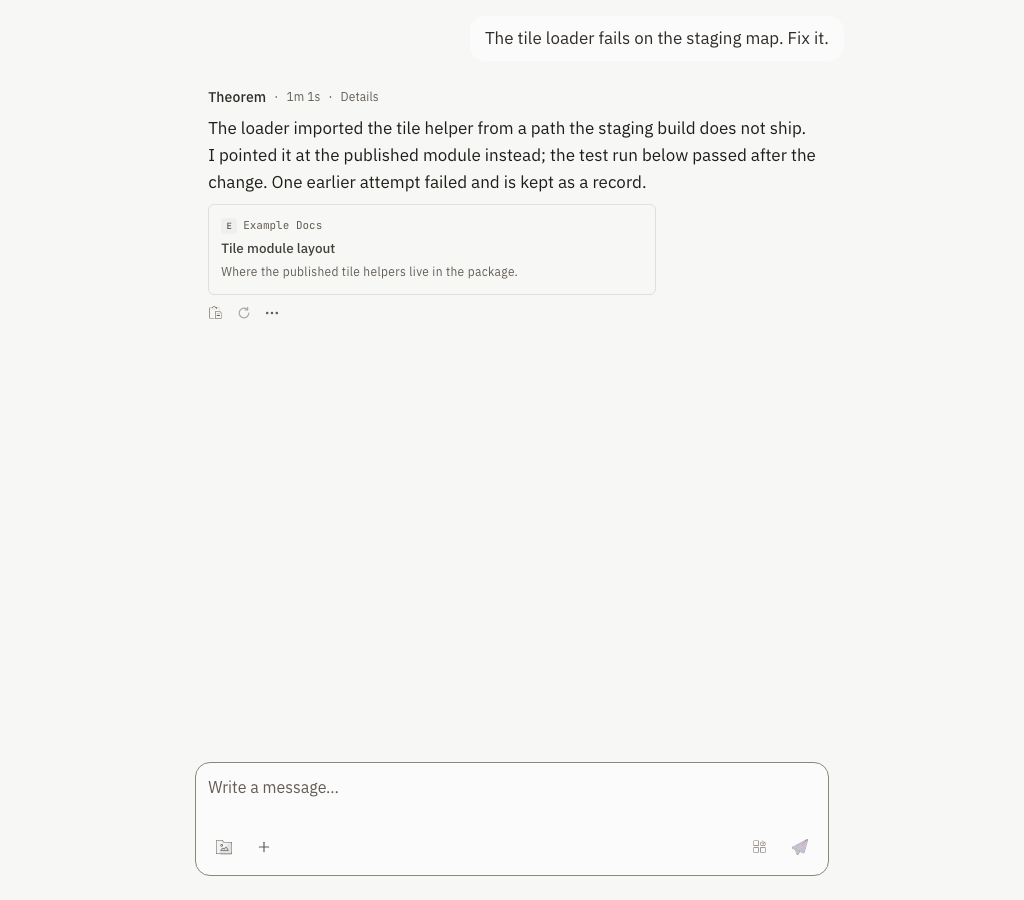 The tile loader fails on the staging map. Fix it.
Theorem · 1m 1s · Details
The loader imported the tile helper from a path the staging build does not ship.
I pointed it at the published module instead; the test run below passed after the
change. One earlier attempt failed and is kept as a record.
E Example Docs
Tile module layout
Where the published tile helpers live in the package.
Write a message...